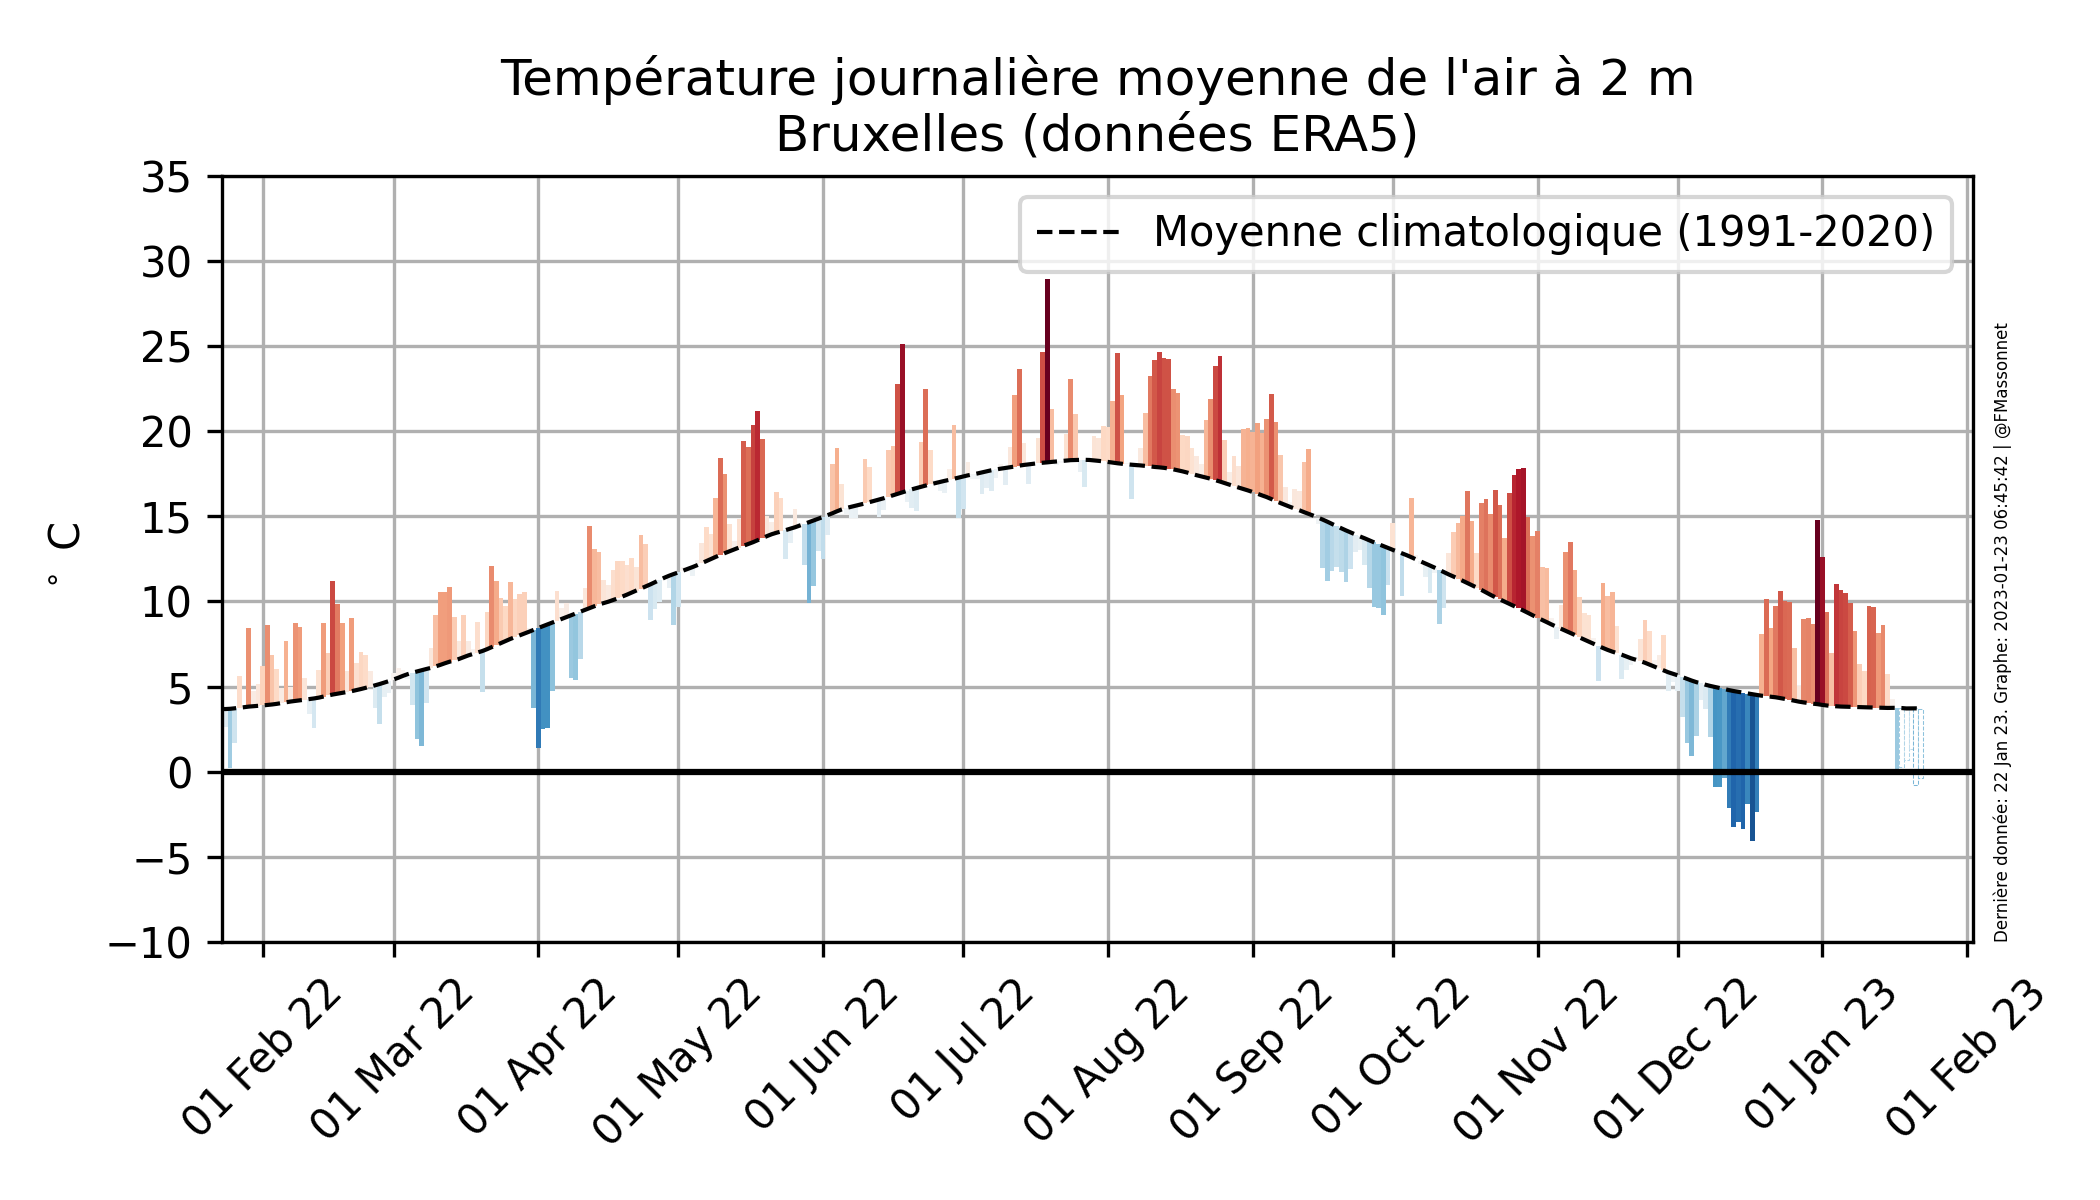 Température journalière moyenne de l'air à 2 m
Bruxelles (données ERA5)
Moyenne climatologique (1991-2020)
° C
35
30
25
20
15
10
5
0
−5
−10
01 Feb 22
01 Mar 22
01 Apr 22
01 May 22
01 Jun 22
01 Jul 22
01 Aug 22
01 Sep 22
01 Oct 22
01 Nov 22
01 Dec 22
01 Jan 23
01 Feb 23
Dernière donnée: 22 Jan 23. Graphe: 2023-01-23 06:45:42 | @FMassonnet